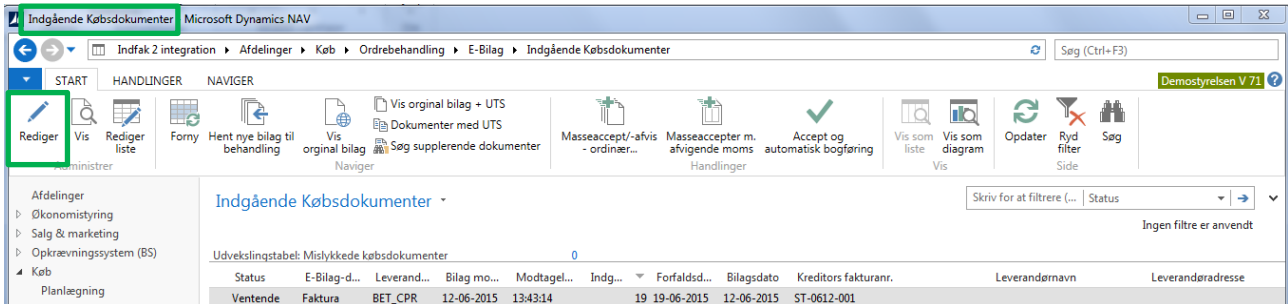 Indgående Købsdokumenter Microsoft Dynamics NAV
Indfak 2 integration Afdelinger Køb Ordrebehandling E-Bilag Indgående Købsdokumenter Søg (Ctrl+F3)
START HANDLINGER NAVIGER Demostyrelsen V 71
Rediger
Vis
Rediger
liste
Administrer
Forny
Hent nye bilag til
behandling
Vis
orginal bilag
Vis orginal bilag + UTS
Dokumenter med UTS
Søg supplerende dokumenter
Naviger
Masseaccept/-afvis
- ordinær...
Masseaccepter m.
afvigende moms
Accept og
automatisk bogføring
Handlinger
Vis som
liste
Vis som
diagram
Vis
Opdater
Ryd
filter
Søg
Side
Afdelinger
Økonomistyring
Salg & marketing
Opkrævningssystem (BS)
Køb
Planlægning
Indgående Købsdokumenter
Skriv for at filtrere (... Status
Ingen filtre er anvendt
Udvekslingstabel: Mislykkede købsdokumenter 0
Status E-Bilag-d... Leverand... Bilag mo... Modtagel... Indg... Forfaldsd... Bilagsdato Kreditors fakturanr. Leverandørnavn Leverandøradresse
Ventende Faktura BET_CPR 12-06-2015 13:43:14 19 19-06-2015 12-06-2015 ST-0612-001